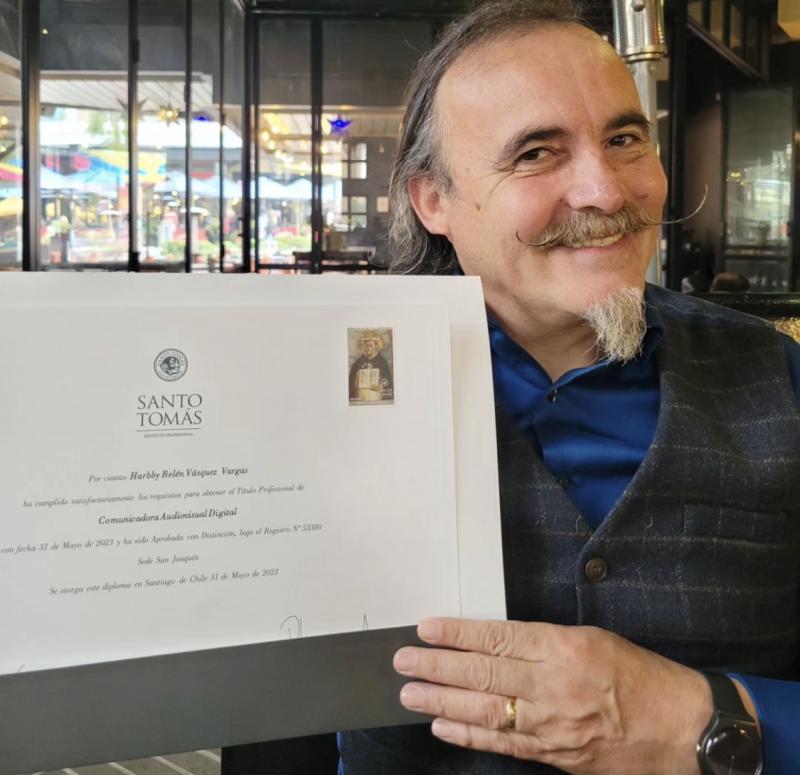 SANTO
TOMÁS
INSTITUTO PROFESIONAL
Por cuanto Harbby Belén Vásquez Vargas
ha cumplido satisfactoriamente los requisitos para obtener el Título Profesional de
Comunicadora Audiovisual Digital
con fecha 31 de Mayo de 2023 y ha sido Aprobada con Distinción, bajo el Registro N° 53380
Sede San Joaquín
Se otorga este diploma en Santiago de Chile 31 de Mayo de 2023